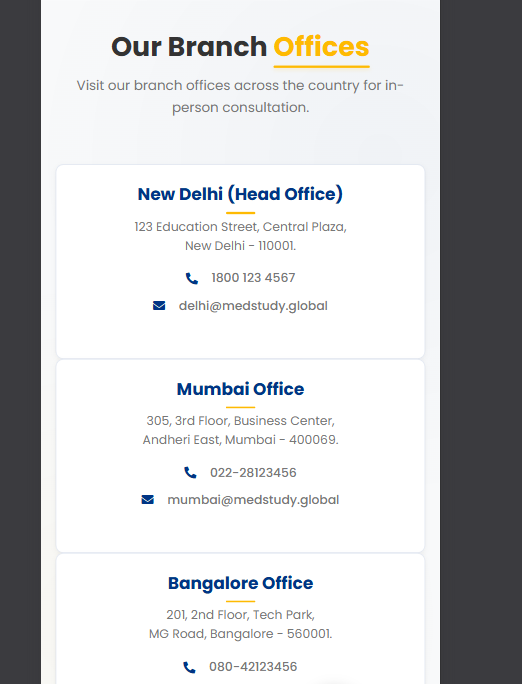 Our Branch Offices
Visit our branch offices across the country for in-
person consultation.
New Delhi (Head Office)
123 Education Street, Central Plaza,
New Delhi - 110001.
1800 123 4567
delhi@medstudy.global
Mumbai Office
305, 3rd Floor, Business Center,
Andheri East, Mumbai - 400069.
022-28123456
mumbai@medstudy.global
Bangalore Office
201, 2nd Floor, Tech Park,
MG Road, Bangalore - 560001.
080-42123456